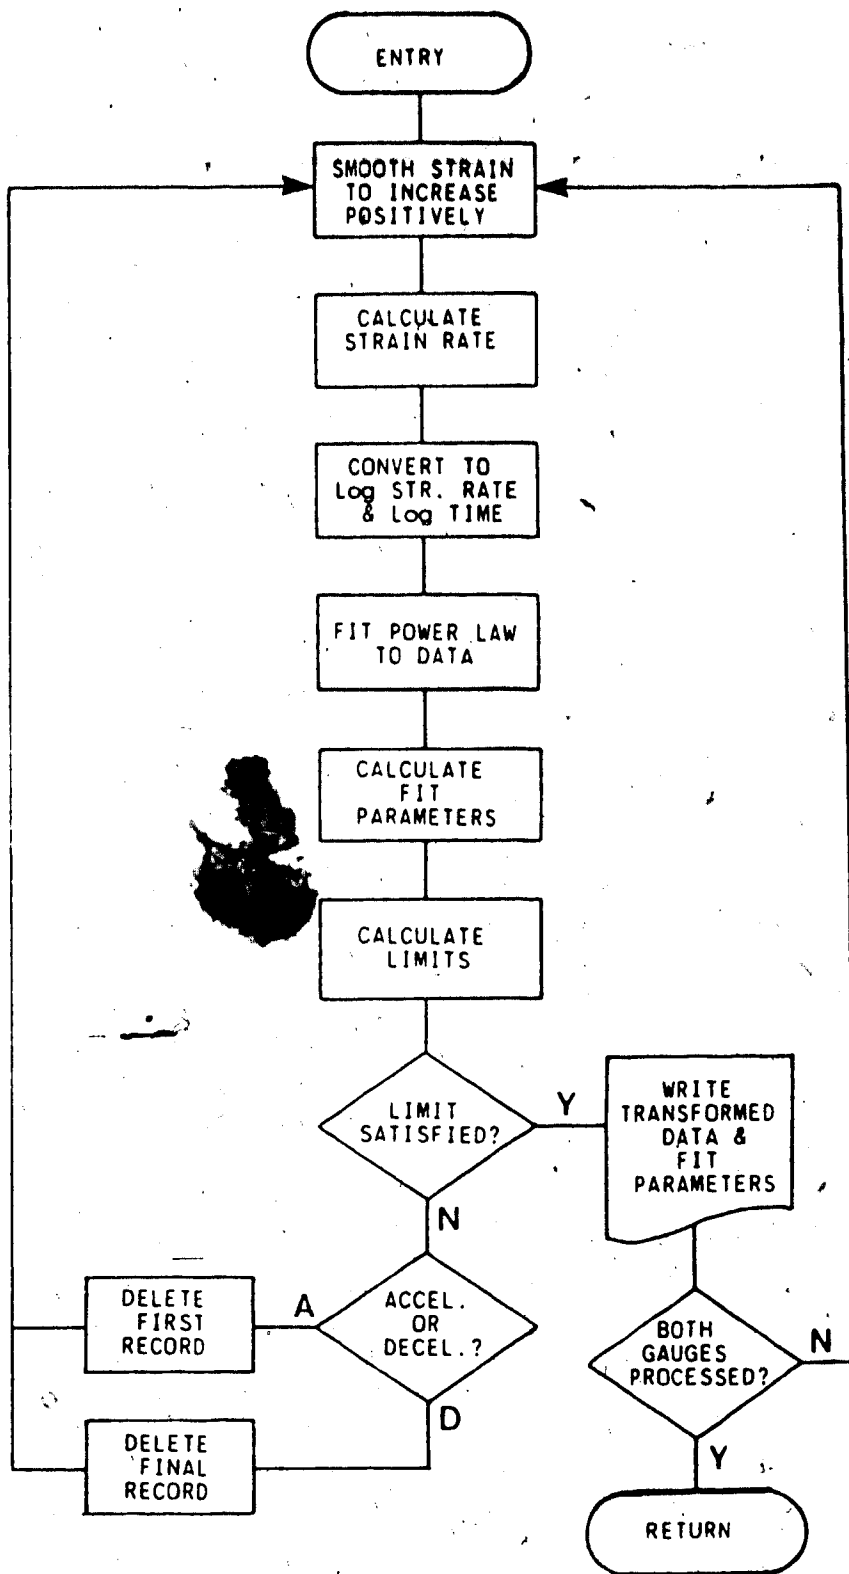 ENTRY
SMOOTH STRAIN
TO INCREASE
POSITIVELY
CALCULATE
STRAIN RATE
CONVERT TO
Log STR. RATE
& Log TIME
FIT POWER LAW
TO DATA
CALCULATE
FIT
PARAMETERS
CALCULATE
LIMITS
LIMIT
SATISFIED?
Y
WRITE
TRANSFORMED
DATA &
FIT
PARAMETERS
N
ACCEL.
OR
DECEL.?
A
DELETE
FIRST
RECORD
D
DELETE
FINAL
RECORD
BOTH
GAUGES
PROCESSED?
N
Y
RETURN